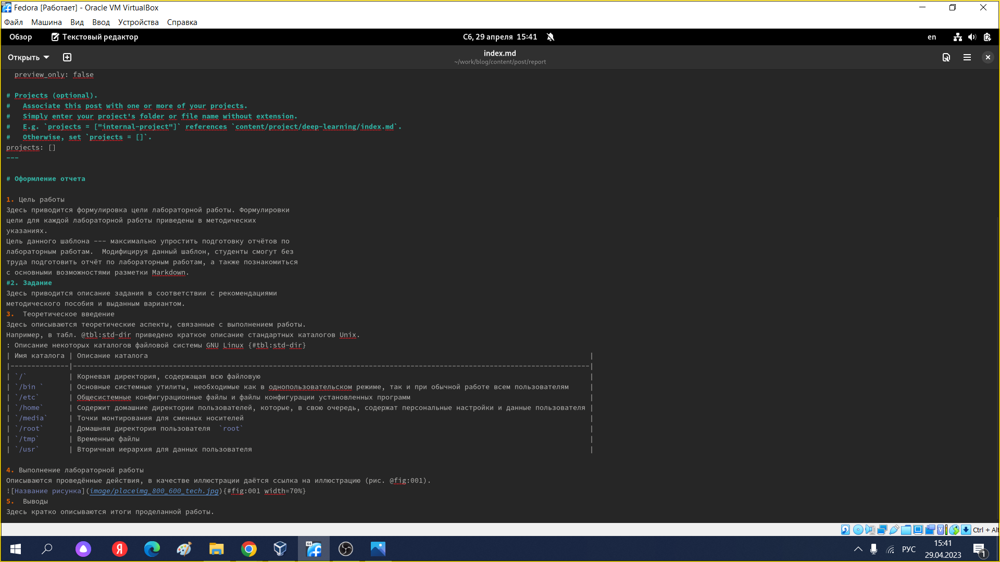 Fedora [Работает] - Oracle VM VirtualBox
Файл Машина Вид Ввод Устройства Справка
Обзор Текстовый редактор Сб, 29 апреля 15:41 en
Открыть index.md
~/work/blog/content/post/report
preview_only: false
# Projects (optional).
#   Associate this post with one or more of your projects.
#   Simply enter your project's folder or file name without extension.
#   E.g. `projects = ["internal-project"]` references `content/project/deep-learning/index.md`.
#   Otherwise, set `projects = []`.
projects: []
---
# Оформление отчета
1. Цель работы
Здесь приводится формулировка цели лабораторной работы. Формулировки
цели для каждой лабораторной работы приведены в методических
указаниях.
Цель данного шаблона --- максимально упростить подготовку отчётов по
лабораторным работам.  Модифицируя данный шаблон, студенты смогут без
труда подготовить отчёт по лабораторным работам, а также познакомиться
с основными возможностями разметки Markdown.
#2. Задание
Здесь приводится описание задания в соответствии с рекомендациями
методического пособия и выданным вариантом.
3.  Теоретическое введение
Здесь описываются теоретические аспекты, связанные с выполнением работы.
Например, в табл. @tbl:std-dir приведено краткое описание стандартных каталогов Unix.
: Описание некоторых каталогов файловой системы GNU Linux {#tbl:std-dir}
| Имя каталога | Описание каталога |
|--------------|----------------------------------------------------------------------------------------------------------------------------|
| `/` | Корневая директория, содержащая всю файловую |
| `/bin ` | Основные системные утилиты, необходимые как в однопользовательском режиме, так и при обычной работе всем пользователям |
| `/etc` | Общесистемные конфигурационные файлы и файлы конфигурации установленных программ |
| `/home` | Содержит домашние директории пользователей, которые, в свою очередь, содержат персональные настройки и данные пользователя |
| `/media` | Точки монтирования для сменных носителей |
| `/root` | Домашняя директория пользователя  `root` |
| `/tmp` | Временные файлы |
| `/usr` | Вторичная иерархия для данных пользователя |
4. Выполнение лабораторной работы
Описываются проведённые действия, в качестве иллюстрации даётся ссылка на иллюстрацию (рис. @fig:001).
![Название рисунка](image/placeimg_800_600_tech.jpg){#fig:001 width=70%}
5.  Выводы
Здесь кратко описываются итоги проделанной работы.
Ctrl + Alt
64
РУС 15:41
29.04.2023
1